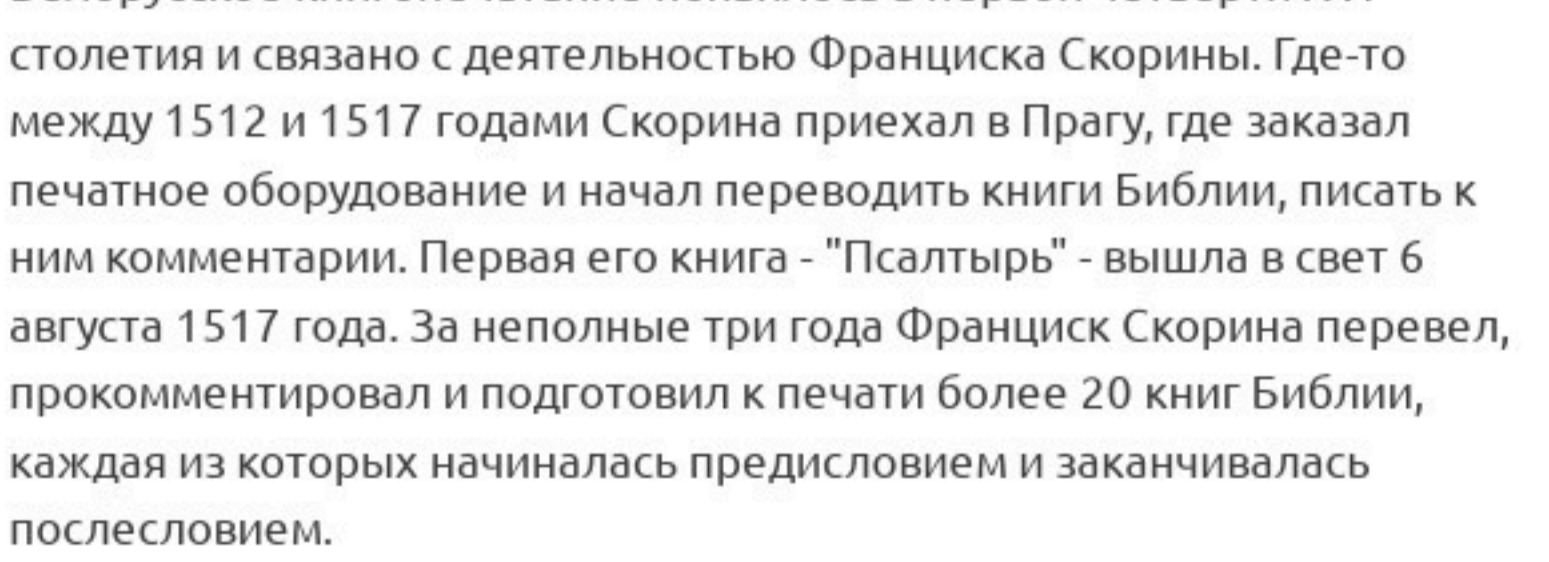 столетия и связано с деятельностью Франциска Скорины. Где-то
между 1512 и 1517 годами Скорина приехал в Прагу, где заказал
печатное оборудование и начал переводить книги Библии, писать к
ним комментарии. Первая его книга - "Псалтырь" - вышла в свет 6
августа 1517 года. За неполные три года Франциск Скорина перевел,
прокомментировал и подготовил к печати более 20 книг Библии,
каждая из которых начиналась предисловием и заканчивалась
послесловием.